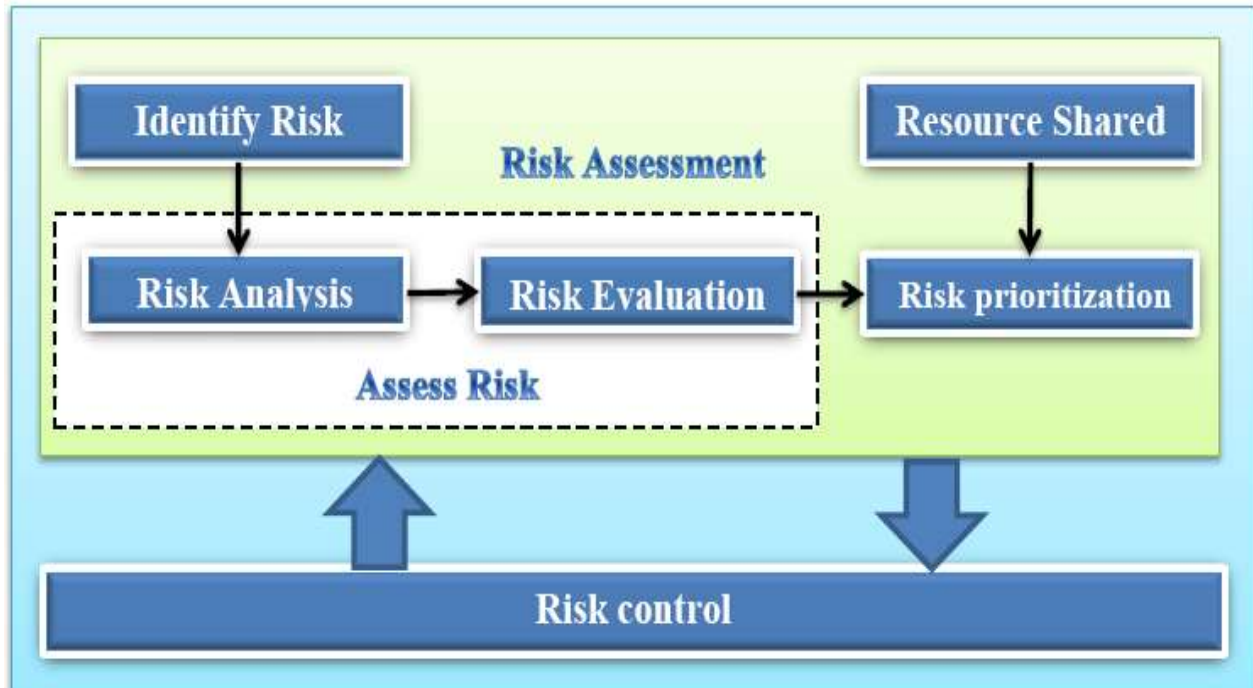 Identify Risk
Resource Shared
Risk Assessment
Risk Analysis
Risk Evaluation
Risk prioritization
Assess Risk
Risk control